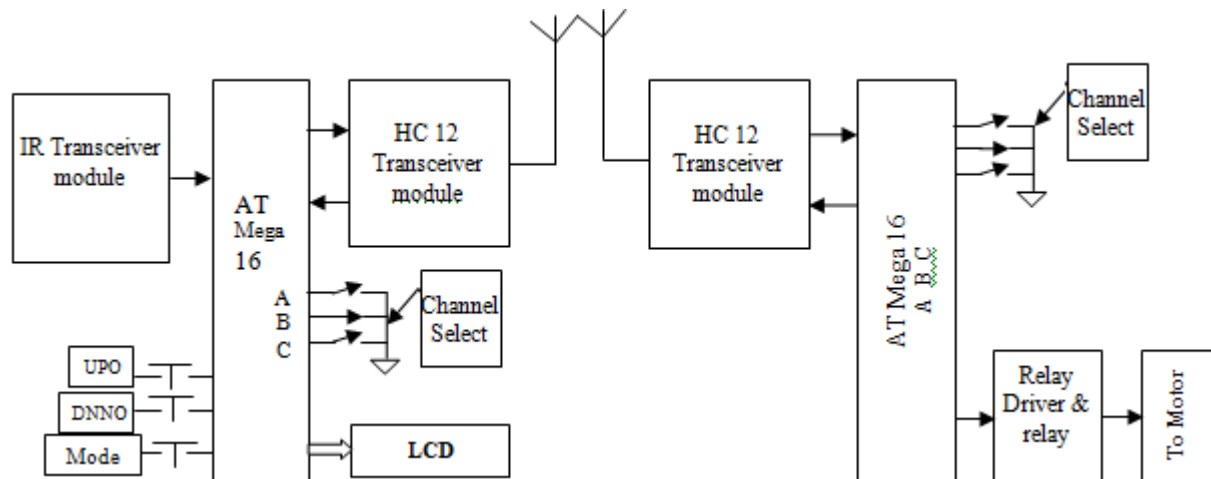 IR Transceiver
module
AT
Mega
16
A
B
C
HC 12
Transceiver
module
Channel
Select
UPO
DNNO
Mode
LCD
HC 12
Transceiver
module
AT Mega 16
A B C
Channel
Select
Relay
Driver &
relay
To Motor